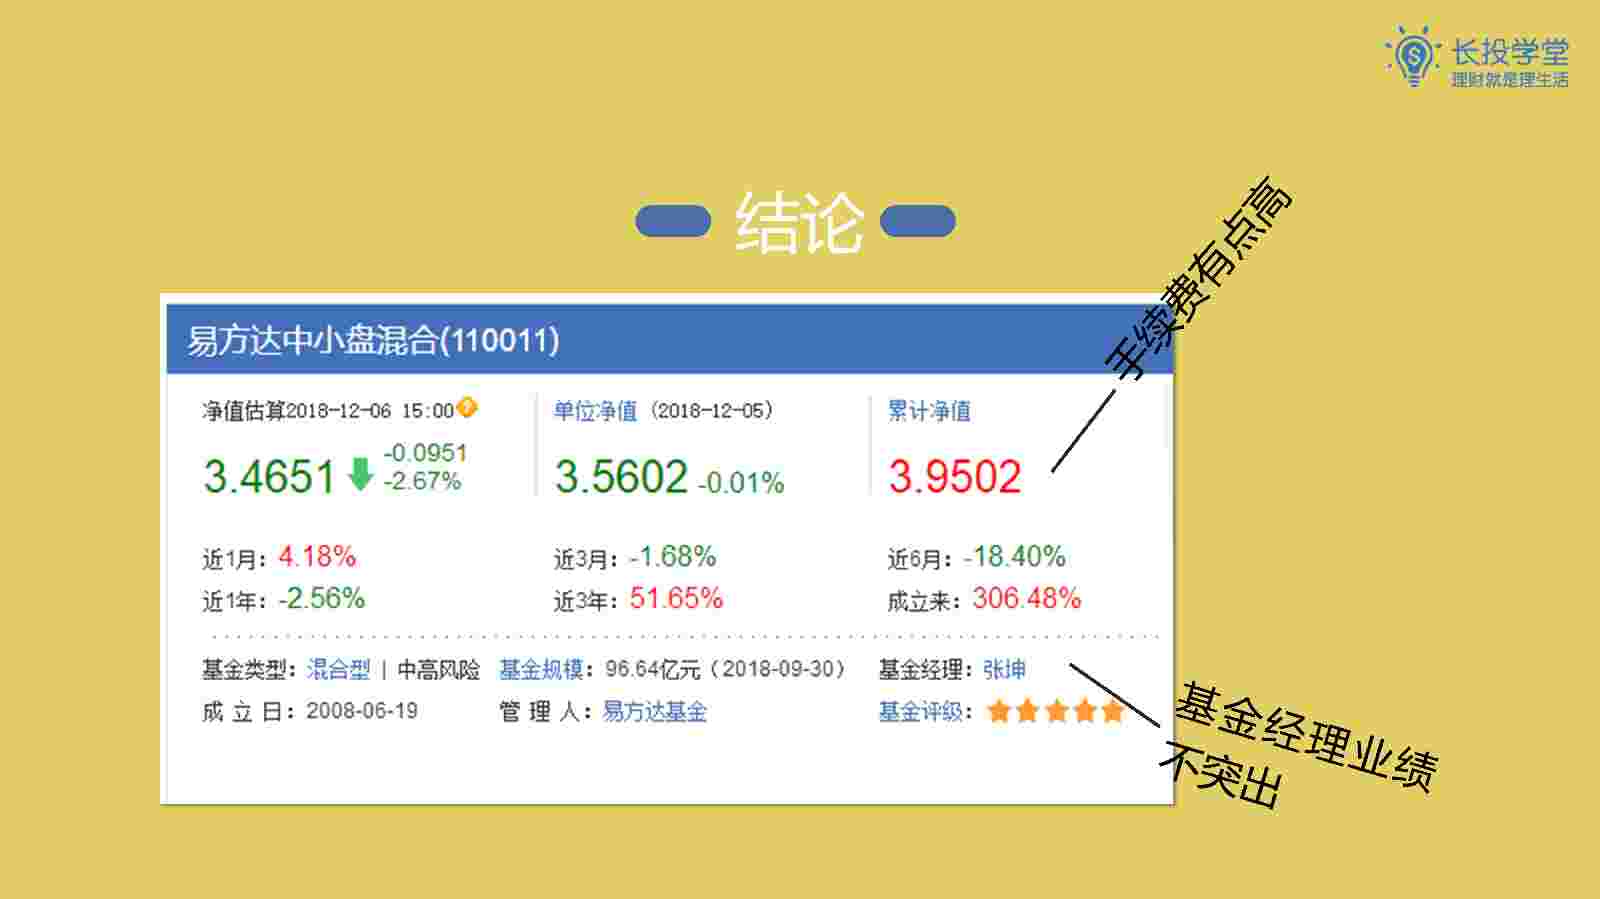 长投学堂
理财就是理生活
结论
手续费有点高
易方达中小盘混合(110011)
净值估算2018-12-06 15:00
单位净值（2018-12-05）
累计净值
3.4651 -0.0951 -2.67%
3.5602 -0.01%
3.9502
近1月：4.18%
近3月：-1.68%
近6月：-18.40%
近1年：-2.56%
近3年：51.65%
成立来：306.48%
基金类型：混合型 | 中高风险
基金规模：96.64亿元（2018-09-30）
基金经理：张坤
成 立 日：2008-06-19
管 理 人：易方达基金
基金评级：
基金经理业绩
不突出